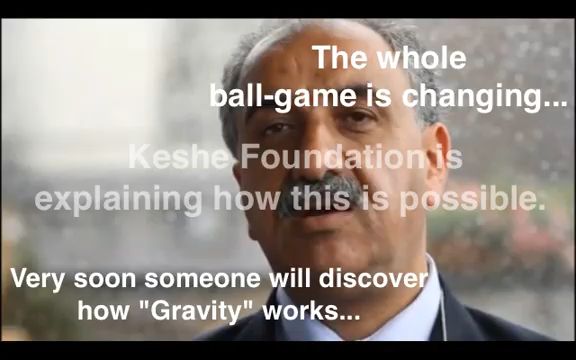 The whole
ball-game is changing...
Keshe Foundation is
explaining how this is possible.
Very soon someone will discover
how "Gravity" works...